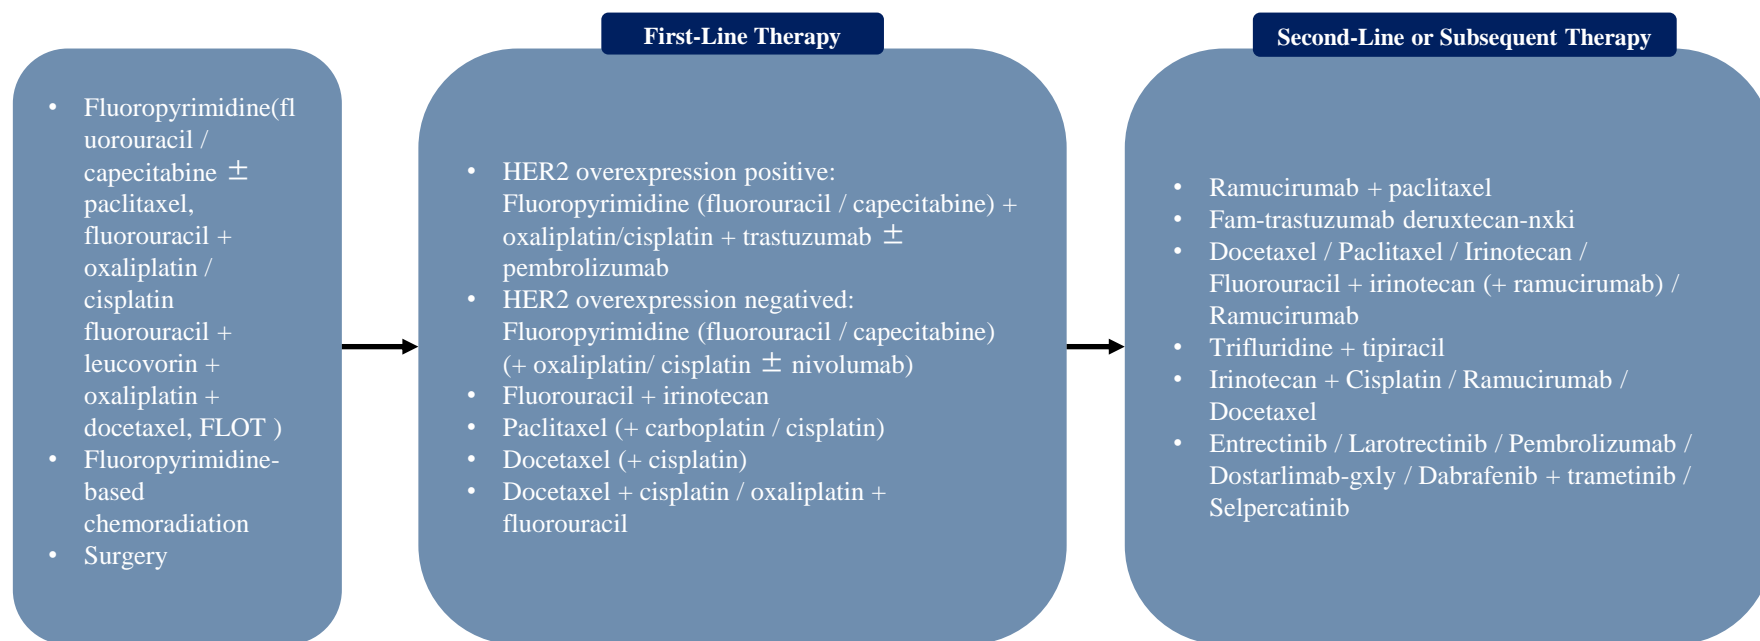 • Fluoropyrimidine(fl
uorouracil /
capecitabine ±
paclitaxel,
fluorouracil +
oxaliplatin /
cisplatin
fluorouracil +
leucovorin +
oxaliplatin +
docetaxel, FLOT )
• Fluoropyrimidine-
based
chemoradiation
• Surgery
First-Line Therapy
• HER2 overexpression positive:
Fluoropyrimidine (fluorouracil / capecitabine) +
oxaliplatin/cisplatin + trastuzumab ±
pembrolizumab
• HER2 overexpression negatived:
Fluoropyrimidine (fluorouracil / capecitabine)
(+ oxaliplatin/ cisplatin ± nivolumab)
• Fluorouracil + irinotecan
• Paclitaxel (+ carboplatin / cisplatin)
• Docetaxel (+ cisplatin)
• Docetaxel + cisplatin / oxaliplatin +
fluorouracil
Second-Line or Subsequent Therapy
• Ramucirumab + paclitaxel
• Fam-trastuzumab deruxtecan-nxki
• Docetaxel / Paclitaxel / Irinotecan /
Fluorouracil + irinotecan (+ ramucirumab) /
Ramucirumab
• Trifluridine + tipiracil
• Irinotecan + Cisplatin / Ramucirumab /
Docetaxel
• Entrectinib / Larotrectinib / Pembrolizumab /
Dostarlimab-gxly / Dabrafenib + trametinib /
Selpercatinib